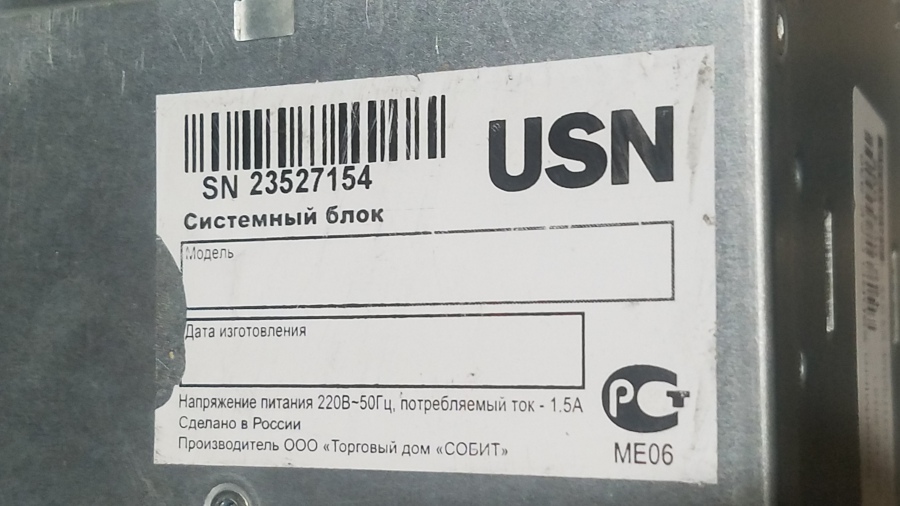 USN
SN 23527154
Системный блок
Модель
Дата изготовления
Напряжение питания 220В~50Гц, потребляемый ток - 1.5А
Сделано в России
Производитель ООО «Торговый дом «СОБИТ»
РСТ
МЕ06